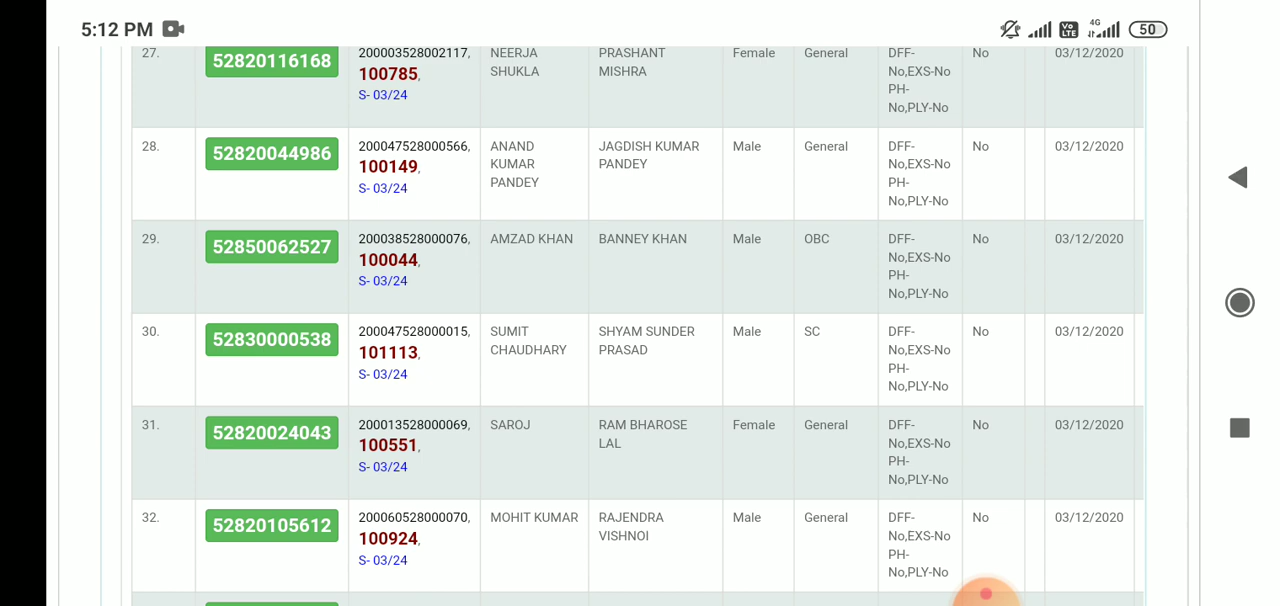 5:12 PM
Vo
LTE
4G
50
27.
52820116168
200003528002117,
100785,
S- 03/24
NEERJA
SHUKLA
PRASHANT
MISHRA
Female
General
DFF-
No,EXS-No
PH-
No,PLY-No
No
03/12/2020
28.
52820044986
200047528000566,
100149,
S- 03/24
ANAND
KUMAR
PANDEY
JAGDISH KUMAR
PANDEY
Male
General
DFF-
No,EXS-No
PH-
No,PLY-No
No
03/12/2020
29.
52850062527
200038528000076,
100044,
S- 03/24
AMZAD KHAN
BANNEY KHAN
Male
OBC
DFF-
No,EXS-No
PH-
No,PLY-No
No
03/12/2020
30.
52830000538
200047528000015,
101113,
S- 03/24
SUMIT
CHAUDHARY
SHYAM SUNDER
PRASAD
Male
SC
DFF-
No,EXS-No
PH-
No,PLY-No
No
03/12/2020
31.
52820024043
200013528000069,
100551,
S- 03/24
SAROJ
RAM BHAROSE
LAL
Female
General
DFF-
No,EXS-No
PH-
No,PLY-No
No
03/12/2020
32.
52820105612
200060528000070,
100924,
S- 03/24
MOHIT KUMAR
RAJENDRA
VISHNOI
Male
General
DFF-
No,EXS-No
PH-
No,PLY-No
No
03/12/2020